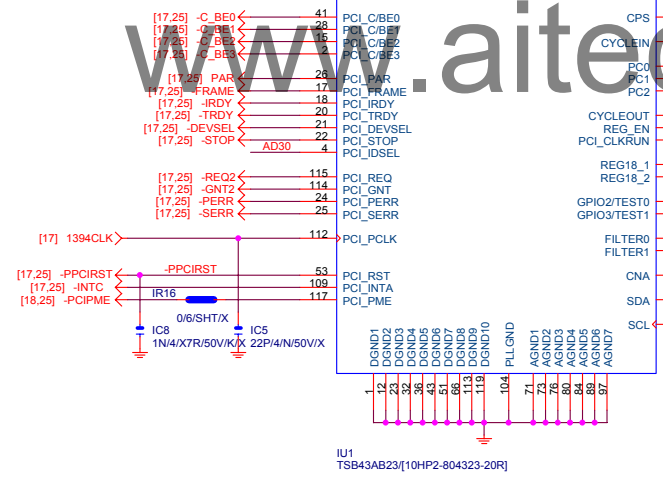 [17,25] -C_BE0 41 PCI_C/BE0 CPS
[17,25] -C_BE1 28 PCI_C/BE1
[17,25] -C_BE2 15 PCI_C/BE2 CYCLEIN
[17,25] -C_BE3 2 PCI_C/BE3
www.aitec
PC0
PC1
PC2
[17,25] PAR 26 PCI_PAR
[17,25] -FRAME 17 PCI_FRAME
[17,25] -IRDY 18 PCI_IRDY
[17,25] -TRDY 20 PCI_TRDY CYCLEOUT
[17,25] -DEVSEL 21 PCI_DEVSEL REG_EN
[17,25] -STOP 22 PCI_STOP PCI_CLKRUN
AD30 4 PCI_IDSEL
REG18_1
[17,25] -REQ2 115 PCI_REQ REG18_2
[17,25] -GNT2 114 PCI_GNT
[17,25] -PERR 24 PCI_PERR GPIO2/TEST0
[17,25] -SERR 25 PCI_SERR GPIO3/TEST1
[17] 1394CLK 112 PCI_PCLK FILTER0
FILTER1
[17,25] -PPCIRST -PPCIRST 53 PCI_RST CNA
[17,25] -INTC 109 PCI_INTA
[18,25] -PCIPME IR16 117 PCI_PME SDA
0/6/SHT/X
SCL
IC8 IC5
1N/4/X7R/50V/K/X 22P/4/N/50V/X
DGND1 DGND2 DGND3 DGND4 DGND5 DGND6 DGND7 DGND8 DGND9 DGND10 PLLGND AGND1 AGND2 AGND3 AGND4 AGND5 AGND6 AGND7
1 12 23 32 36 43 51 66 113 119 104 71 73 76 80 84 89 97
IU1
TSB43AB23/[10HP2-804323-20R]